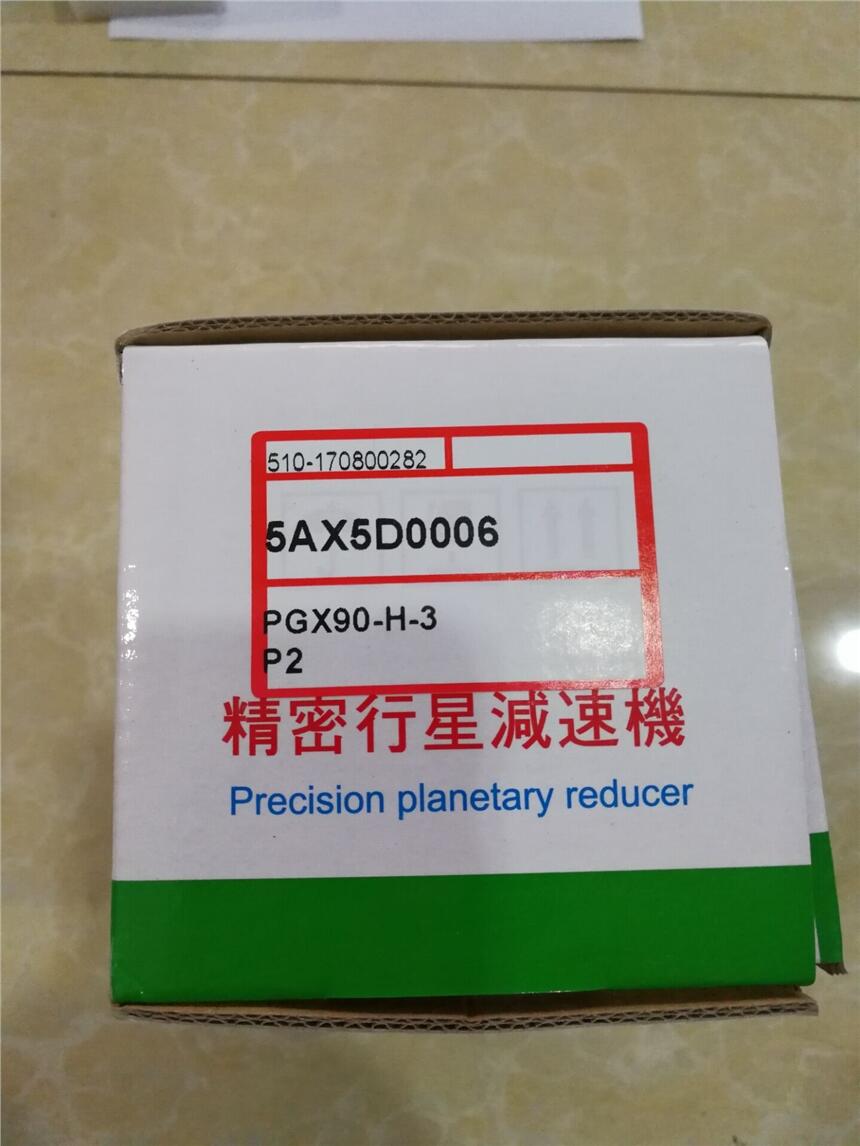 510-170800282
5AX5D0006
PGX90-H-3
P2
精密行星減速機
Precision planetary reducer